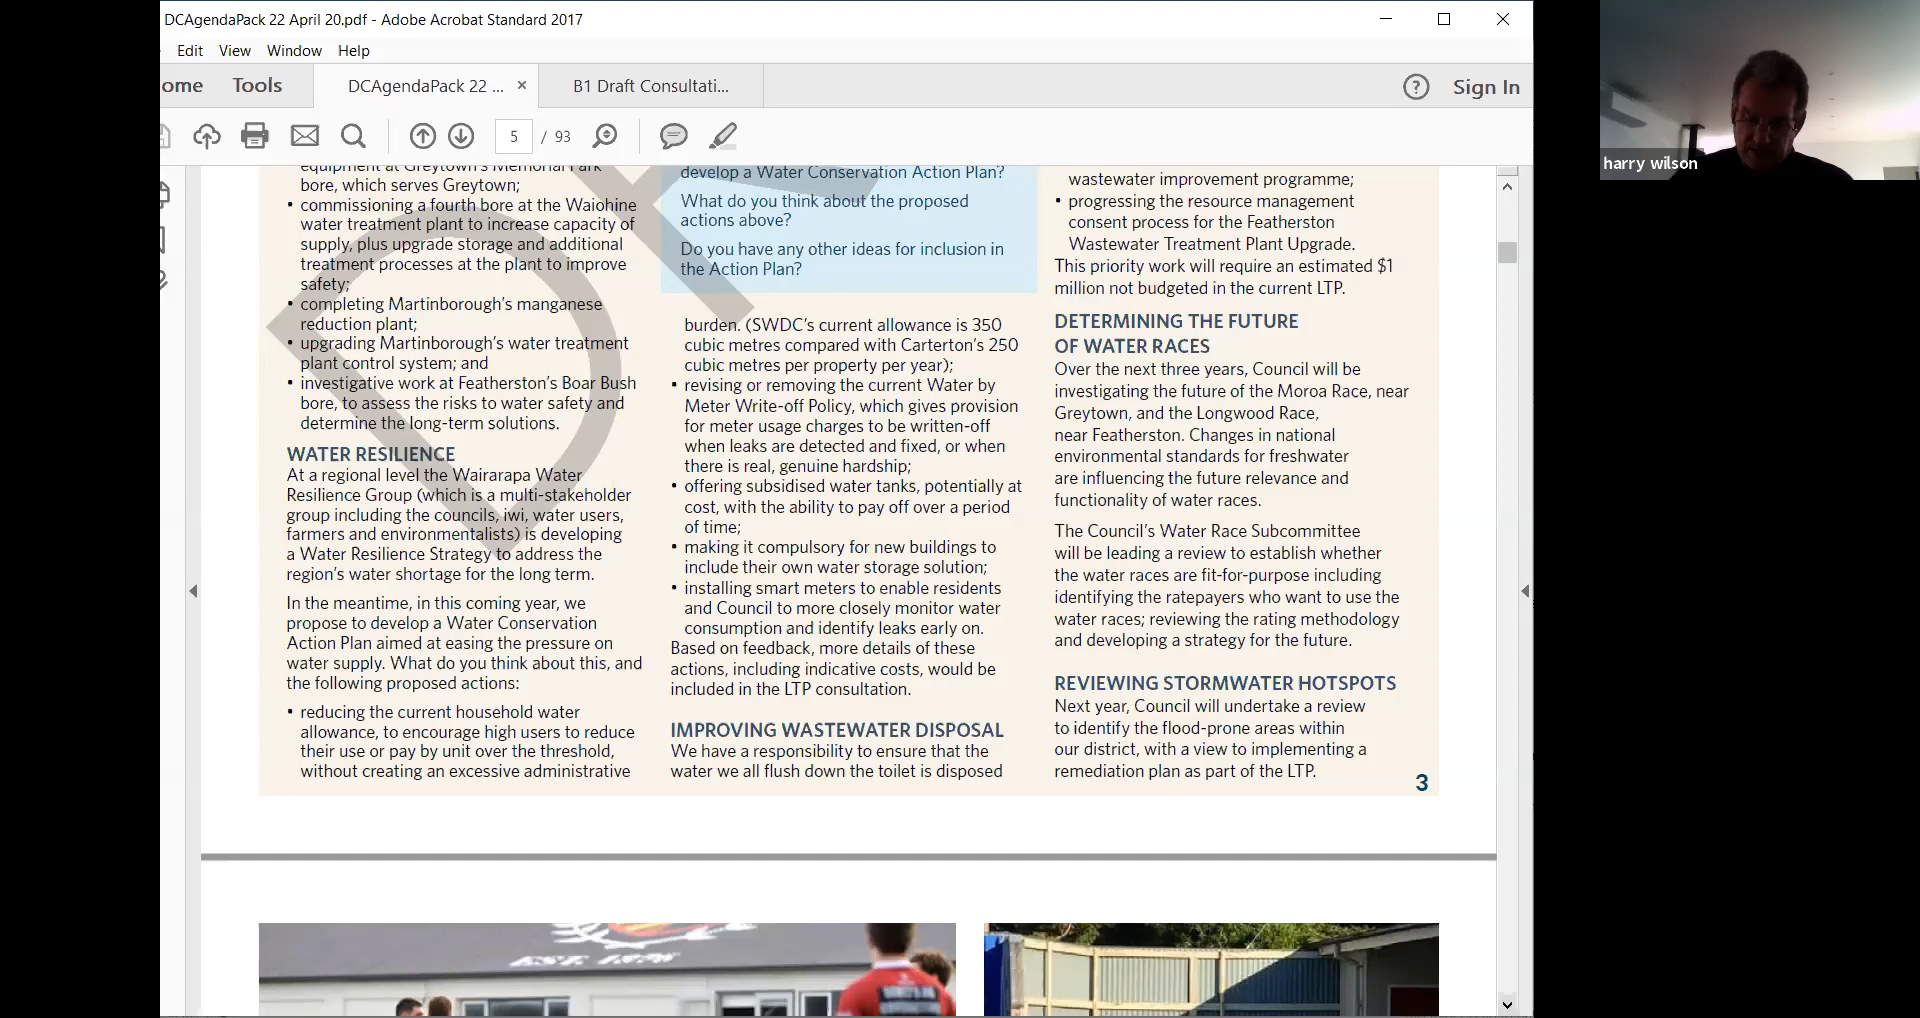 DCAgendaPack 22 April 20.pdf - Adobe Acrobat Standard 2017
Edit View Window Help
ome Tools DCAgendaPack 22 ... × B1 Draft Consultati... ? Sign In
5 / 93
equipment at Greytown's Memorial Park
bore, which serves Greytown;
• commissioning a fourth bore at the Waiohine
water treatment plant to increase capacity of
supply, plus upgrade storage and additional
treatment processes at the plant to improve
safety;
• completing Martinborough's manganese
reduction plant;
• upgrading Martinborough's water treatment
plant control system; and
• investigative work at Featherston's Boar Bush
bore, to assess the risks to water safety and
determine the long-term solutions.
WATER RESILIENCE
At a regional level the Wairarapa Water
Resilience Group (which is a multi-stakeholder
group including the councils, iwi, water users,
farmers and environmentalists) is developing
a Water Resilience Strategy to address the
region's water shortage for the long term.
In the meantime, in this coming year, we
propose to develop a Water Conservation
Action Plan aimed at easing the pressure on
water supply. What do you think about this, and
the following proposed actions:
• reducing the current household water
allowance, to encourage high users to reduce
their use or pay by unit over the threshold,
without creating an excessive administrative
develop a Water Conservation Action Plan?
What do you think about the proposed
actions above?
Do you have any other ideas for inclusion in
the Action Plan?
burden. (SWDC's current allowance is 350
cubic metres compared with Carterton's 250
cubic metres per property per year);
• revising or removing the current Water by
Meter Write-off Policy, which gives provision
for meter usage charges to be written-off
when leaks are detected and fixed, or when
there is real, genuine hardship;
• offering subsidised water tanks, potentially at
cost, with the ability to pay off over a period
of time;
• making it compulsory for new buildings to
include their own water storage solution;
• installing smart meters to enable residents
and Council to more closely monitor water
consumption and identify leaks early on.
Based on feedback, more details of these
actions, including indicative costs, would be
included in the LTP consultation.
IMPROVING WASTEWATER DISPOSAL
We have a responsibility to ensure that the
water we all flush down the toilet is disposed
wastewater improvement programme;
• progressing the resource management
consent process for the Featherston
Wastewater Treatment Plant Upgrade.
This priority work will require an estimated $1
million not budgeted in the current LTP.
DETERMINING THE FUTURE
OF WATER RACES
Over the next three years, Council will be
investigating the future of the Moroa Race, near
Greytown, and the Longwood Race,
near Featherston. Changes in national
environmental standards for freshwater
are influencing the future relevance and
functionality of water races.
The Council's Water Race Subcommittee
will be leading a review to establish whether
the water races are fit-for-purpose including
identifying the ratepayers who want to use the
water races; reviewing the rating methodology
and developing a strategy for the future.
REVIEWING STORMWATER HOTSPOTS
Next year, Council will undertake a review
to identify the flood-prone areas within
our district, with a view to implementing a
remediation plan as part of the LTP.
3
harry wilson